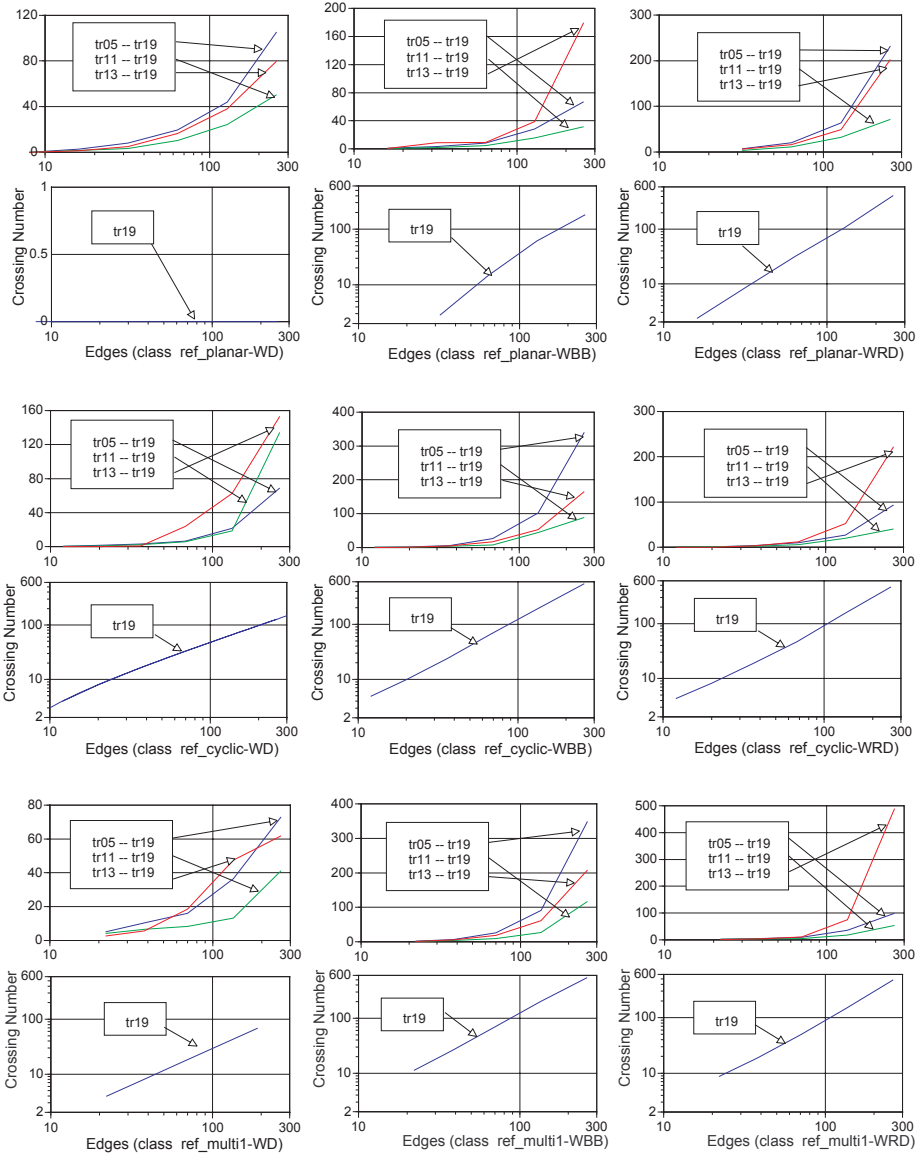 120
80
40
0
tr05 -- tr19
tr11 -- tr19
tr13 -- tr19
10
100
300
200
160
120
80
40
0
tr05 -- tr19
tr11 -- tr19
tr13 -- tr19
10
100
300
300
200
100
0
tr05 -- tr19
tr11 -- tr19
tr13 -- tr19
10
100
300
Crossing Number
1
0.5
0
tr19
10
100
300
Edges (class ref_planar-WD)
Crossing Number
600
100
10
2
tr19
10
100
300
Edges (class ref_planar-WBB)
Crossing Number
600
100
10
2
tr19
10
100
300
Edges (class ref_planar-WRD)
160
120
80
40
0
tr05 -- tr19
tr11 -- tr19
tr13 -- tr19
10
100
300
400
300
200
100
0
tr05 -- tr19
tr11 -- tr19
tr13 -- tr19
10
100
300
300
200
100
0
tr05 -- tr19
tr11 -- tr19
tr13 -- tr19
10
100
300
Crossing Number
600
100
10
2
tr19
10
100
300
Edges (class ref_cyclic-WD)
Crossing Number
600
100
10
2
tr19
10
100
300
Edges (class ref_cyclic-WBB)
Crossing Number
600
100
10
2
tr19
10
100
300
Edges (class ref_cyclic-WRD)
80
60
40
20
0
tr05 -- tr19
tr11 -- tr19
tr13 -- tr19
10
100
300
400
300
200
100
0
tr05 -- tr19
tr11 -- tr19
tr13 -- tr19
10
100
300
500
400
300
200
100
0
tr05 -- tr19
tr11 -- tr19
tr13 -- tr19
10
100
300
Crossing Number
600
100
10
2
tr19
10
100
300
Edges (class ref_multi1-WD)
Crossing Number
600
100
10
2
tr19
10
100
300
Edges (class ref_multi1-WBB)
Crossing Number
600
100
10
2
tr19
10
100
300
Edges (class ref_multi1-WRD)